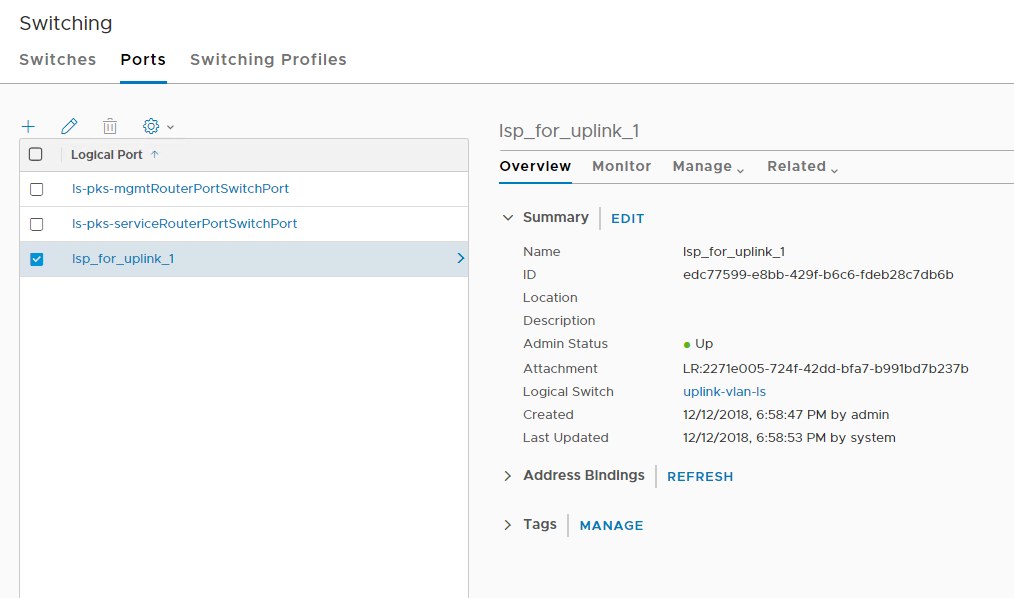 Switching
Switches Ports Switching Profiles
Logical Port
ls-pks-mgmtRouterPortSwitchPort
ls-pks-serviceRouterPortSwitchPort
lsp_for_uplink_1
lsp_for_uplink_1
Overview Monitor Manage Related
Summary EDIT
Name lsp_for_uplink_1
ID edc77599-e8bb-429f-b6c6-fdeb28c7db6b
Location
Description
Admin Status Up
Attachment LR:2271e005-724f-42dd-bfa7-b991bd7b237b
Logical Switch uplink-vlan-ls
Created 12/12/2018, 6:58:47 PM by admin
Last Updated 12/12/2018, 6:58:53 PM by system
Address Bindings REFRESH
Tags MANAGE